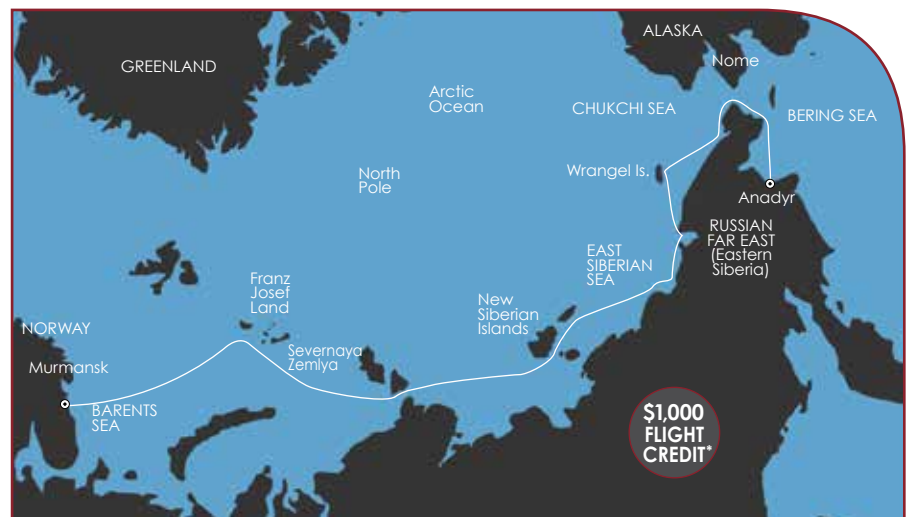 ALASKA
Nome
GREENLAND
Arctic
Ocean
CHUKCHI SEA
BERING SEA
North
Pole
Wrangel Is.
Anadyr
RUSSIAN
FAR EAST
(Eastern
Siberia)
EAST
SIBERIAN
SEA
Franz
Josef
Land
New
Siberian
Islands
NORWAY
Severnaya
Zemlya
Murmansk
BARENTS
SEA
$1,000
FLIGHT
CREDIT*